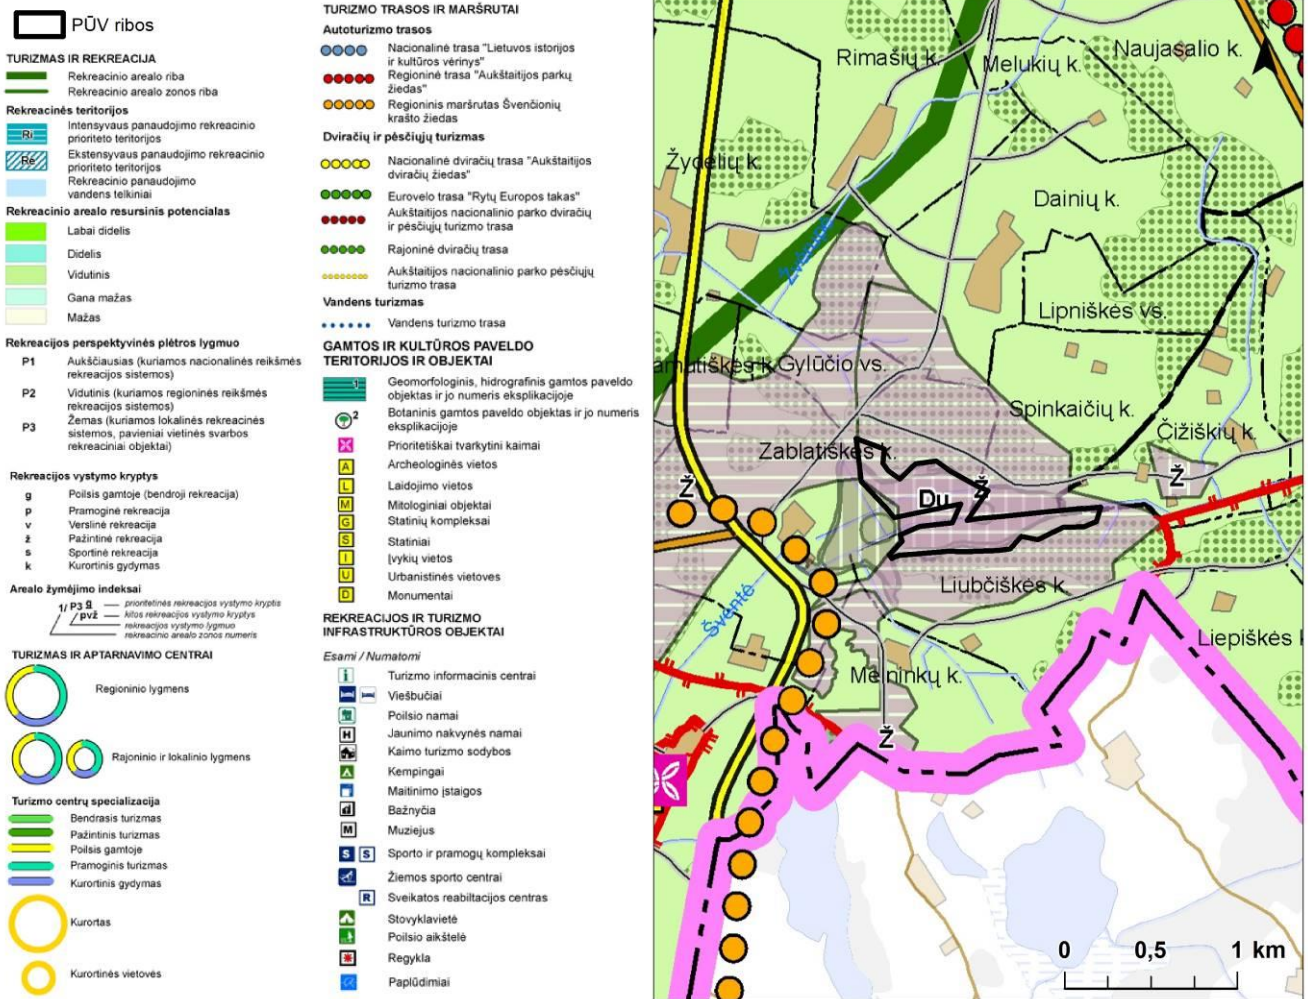 PŪV ribos
TURIZMAS IR REKREACIJA
Rekreacinio arealo riba
Rekreacinio arealo zonos riba
Rekreacinės teritorijos
Ri
Intensyvaus panaudojimo rekreacinio
prioriteto teritorijos
Re
Ekstensyvaus panaudojimo rekreacinio
prioriteto teritorijos
Rekreacinio panaudojimo
vandens telkiniai
Rekreacinio arealo resursinis potencialas
Labai didelis
Didelis
Vidutinis
Gana mažas
Mažas
Rekreacijos perspektyvinės plėtros lygmuo
P1 Aukščiausias (kuriamos nacionalinės reikšmės
rekreacijos sistemos)
P2 Vidutinis (kuriamos regioninės reikšmės
rekreacijos sistemos)
P3 Žemas (kuriamos lokalinės rekreacinės
sistemos, pavieniai vietinės svarbos
rekreaciniai objektai)
Rekreacijos vystymo kryptys
g Poilsis gamtoje (bendroji rekreacija)
p Pramoginė rekreacija
v Verslinė rekreacija
ž Pažintinė rekreacija
s Sportinė rekreacija
k Kurortinis gydymas
Arealo žymėjimo indeksai
1/ P3 g prioritetinės rekreacijos vystymo kryptis
pvž kitos rekreacijos vystymo kryptys
rekreacijos vystymo lygmuo
rekreacinio arealo zonos numeris
TURIZMAS IR APTARNAVIMO CENTRAI
Regioninio lygmens
Rajoninio ir lokalinio lygmens
Turizmo centrų specializacija
Bendrasis turizmas
Pažintinis turizmas
Poilsis gamtoje
Pramoginis turizmas
Kurortinis gydymas
Kurortas
Kurortinės vietovės
TURIZMO TRASOS IR MARŠRUTAI
Autoturizmo trasos
Nacionalinė trasa "Lietuvos istorijos
ir kultūros vėrinys"
Regioninė trasa "Aukštaitijos parkų
žiedas"
Regioninis maršrutas Švenčionių
krašto žiedas
Dviračių ir pėsčiųjų turizmas
Nacionalinė dviračių trasa "Aukštaitijos
dviračių žiedas"
Eurovelo trasa "Rytų Europos takas"
Aukštaitijos nacionalinio parko dviračių
ir pėsčiųjų turizmo trasa
Rajoninė dviračių trasa
Aukštaitijos nacionalinio parko pėsčiųjų
turizmo trasa
Vandens turizmas
Vandens turizmo trasa
GAMTOS IR KULTŪROS PAVELDO
TERITORIJOS IR OBJEKTAI
1
Geomorfologinis, hidrografinis gamtos paveldo
objektas ir jo numeris eksplikacijoje
2
Botaninis gamtos paveldo objektas ir jo numeris
eksplikacijoje
Prioritetiškai tvarkytini kaimai
A Archeologinės vietos
L Laidojimo vietos
M Mitologiniai objektai
G Statinių kompleksai
S Statiniai
I Įvykių vietos
U Urbanistinės vietovės
D Monumentai
REKREACIJOS IR TURIZMO
INFRASTRUKTŪROS OBJEKTAI
Esami / Numatomi
i Turizmo informacinis centrai
Viešbučiai
Poilsio namai
H Jaunimo nakvynės namai
Kaimo turizmo sodybos
Kempingai
Maitinimo įstaigos
Bažnyčia
M Muziejus
S S Sporto ir pramogų kompleksai
Žiemos sporto centrai
R Sveikatos reabiltacijos centras
Stovyklavietė
Poilsio aikštelė
Regykla
Paplūdimiai
Rimašių k.
Melukių k.
Naujasalio k.
N
Žydelių k.
Dainių k.
Lipniškės vs.
Gylūčio vs.
Spinkaičių k.
Čižiškių k.
Zablatiškės k.
Ž
Ž
Ž
Du
Liubčiškės k.
Šventė
Liepiškės
Melninkų k.
Ž
0 0,5 1 km